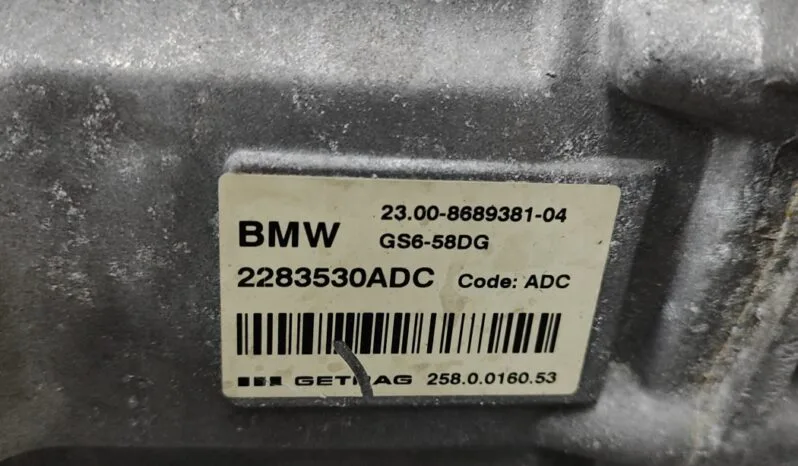 BMW 23.00-8689381-04
GS6-58DG
2283530ADC Code: ADC
GETRAG 258.0.0160.53